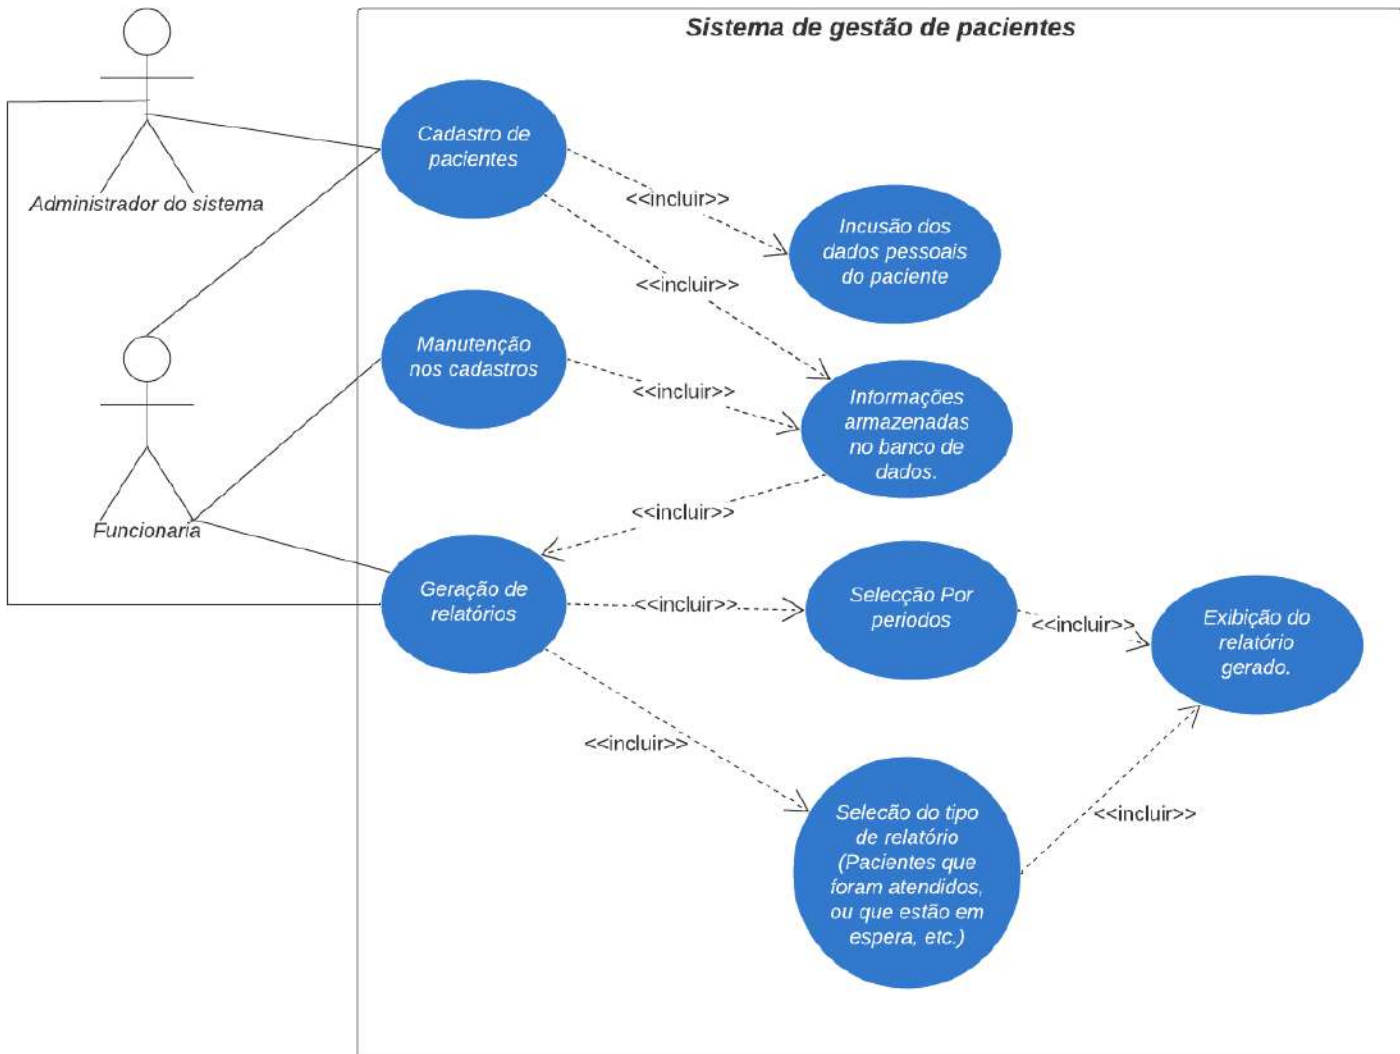 Sistema de gestão de pacientes
Administrador do sistema
Funcionaria
Cadastro de
pacientes
<<incluir>>
Incusão dos
dados pessoais
do paciente
<<incluir>>
Manutenção
nos cadastros
<<incluir>>
Informações
armazenadas
no banco de
dados.
<<incluir>>
Geração de
relatórios
<<incluir>>
Selecção Por
periodos
<<incluir>>
Exibição do
relatório
gerado.
<<incluir>>
Selecão do tipo
de relatório
(Pacientes que
foram atendidos,
ou que estão em
espera, etc.)
<<incluir>>